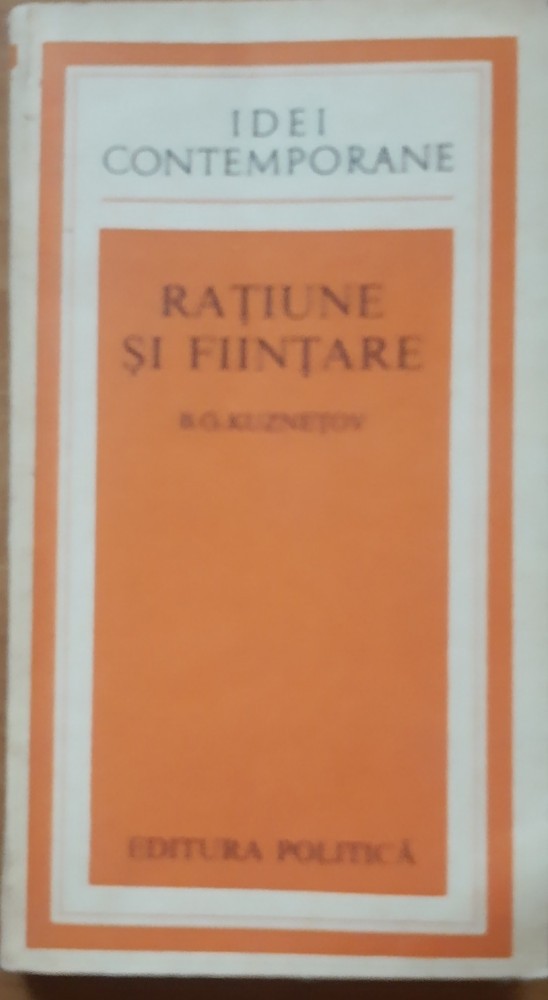 IDEI
CONTEMPORANE
RAȚIUNE
ȘI FIINȚARE
B.G.KUZNEȚOV
EDITURA POLITICĂ